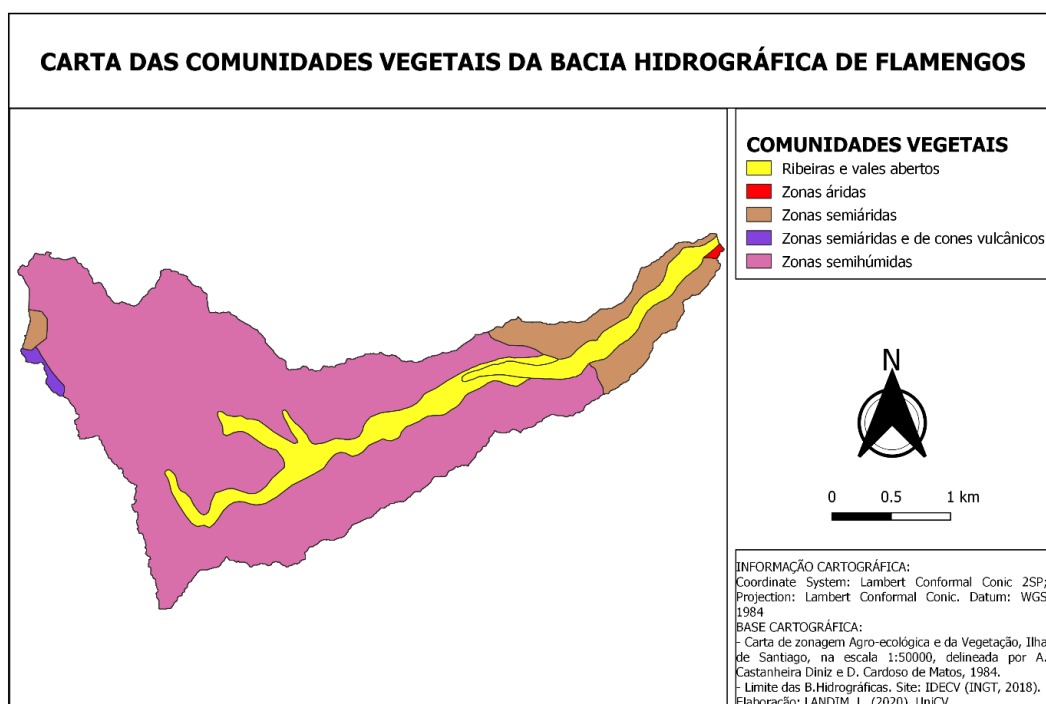 CARTA DAS COMUNIDADES VEGETAIS DA BACIA HIDROGRÁFICA DE FLAMENGOS
COMUNIDADES VEGETAIS
Ribeiras e vales abertos
Zonas áridas
Zonas semiáridas
Zonas semiáridas e de cones vulcânicos
Zonas semihúmidas
N
0 0.5 1 km
INFORMAÇÃO CARTOGRÁFICA:
Coordinate System: Lambert Conformal Conic 2SP;
Projection: Lambert Conformal Conic. Datum: WGS
1984
BASE CARTOGRÁFICA:
- Carta de zonagem Agro-ecológica e da Vegetação, Ilha
de Santiago, na escala 1:50000, delineada por A.
Castanheira Diniz e D. Cardoso de Matos, 1984.
- Limite das B.Hidrográficas. Site: IDECV (INGT, 2018).
Elaboração: LANDIM, L. (2020). UniCV